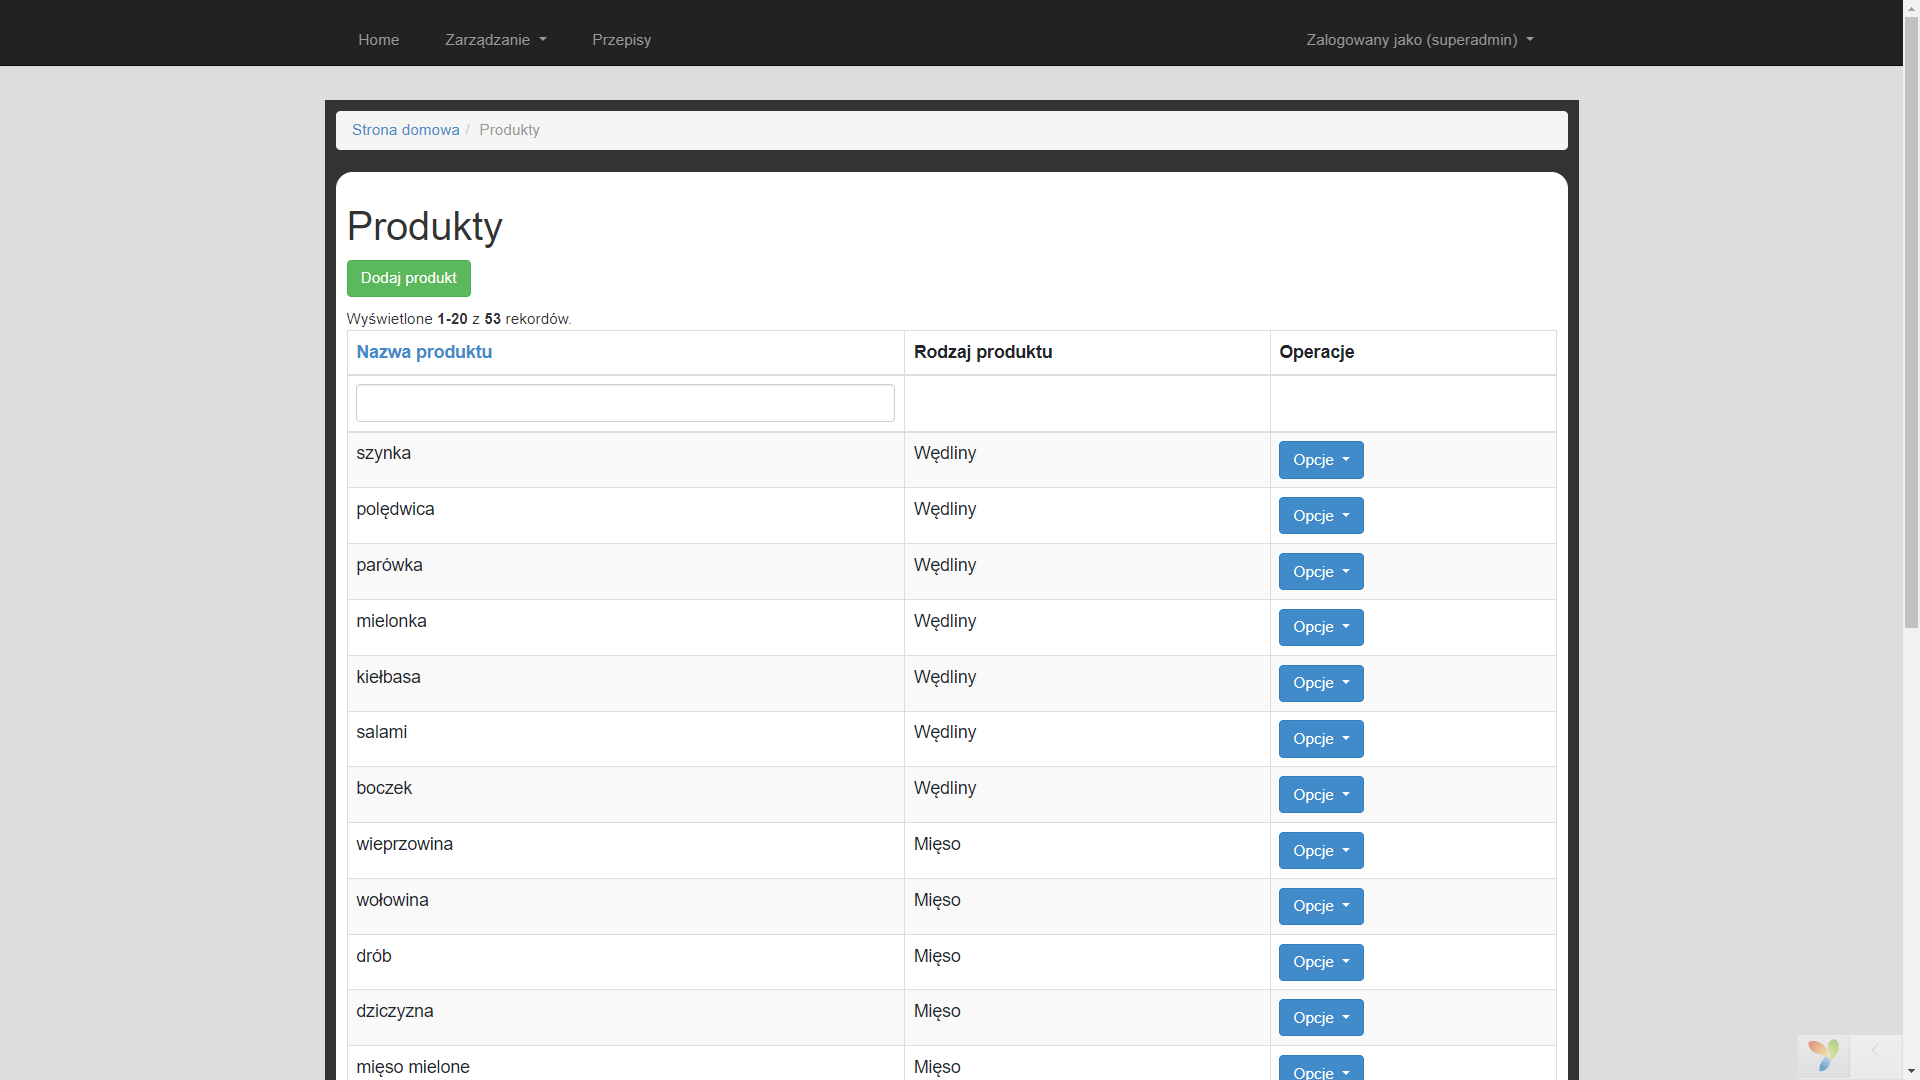 Home Zarządzanie Przepisy Zalogowany jako (superadmin)
Strona domowa / Produkty
Produkty
Dodaj produkt
Wyświetlone 1-20 z 53 rekordów.
Nazwa produktu Rodzaj produktu Operacje
szynka Wędliny Opcje
polędwica Wędliny Opcje
parówka Wędliny Opcje
mielonka Wędliny Opcje
kiełbasa Wędliny Opcje
salami Wędliny Opcje
boczek Wędliny Opcje
wieprzowina Mięso Opcje
wołowina Mięso Opcje
drób Mięso Opcje
dziczyzna Mięso Opcje
mięso mielone Mięso Opcje